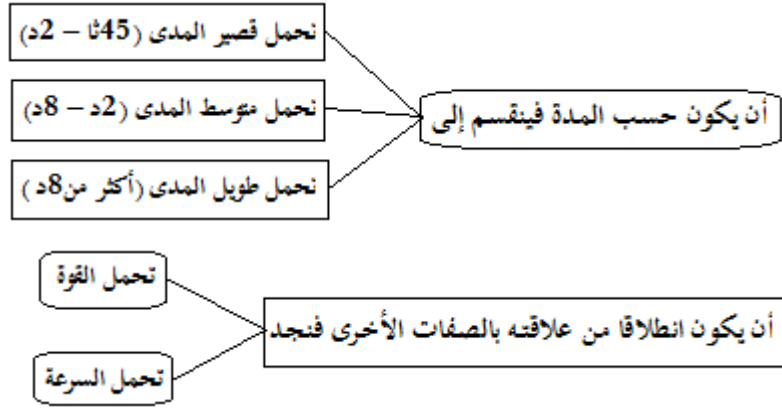 أن يكون حسب المدة فينقسم إلى
تحمل قصير المدى (45ثا – 2د)
تحمل متوسط المدى (2د – 8د)
تحمل طويل المدى (أكثر من8د )
أن يكون انطلاقا من علاقته بالصفات الأخرى فنجد
تحمل القوة
تحمل السرعة